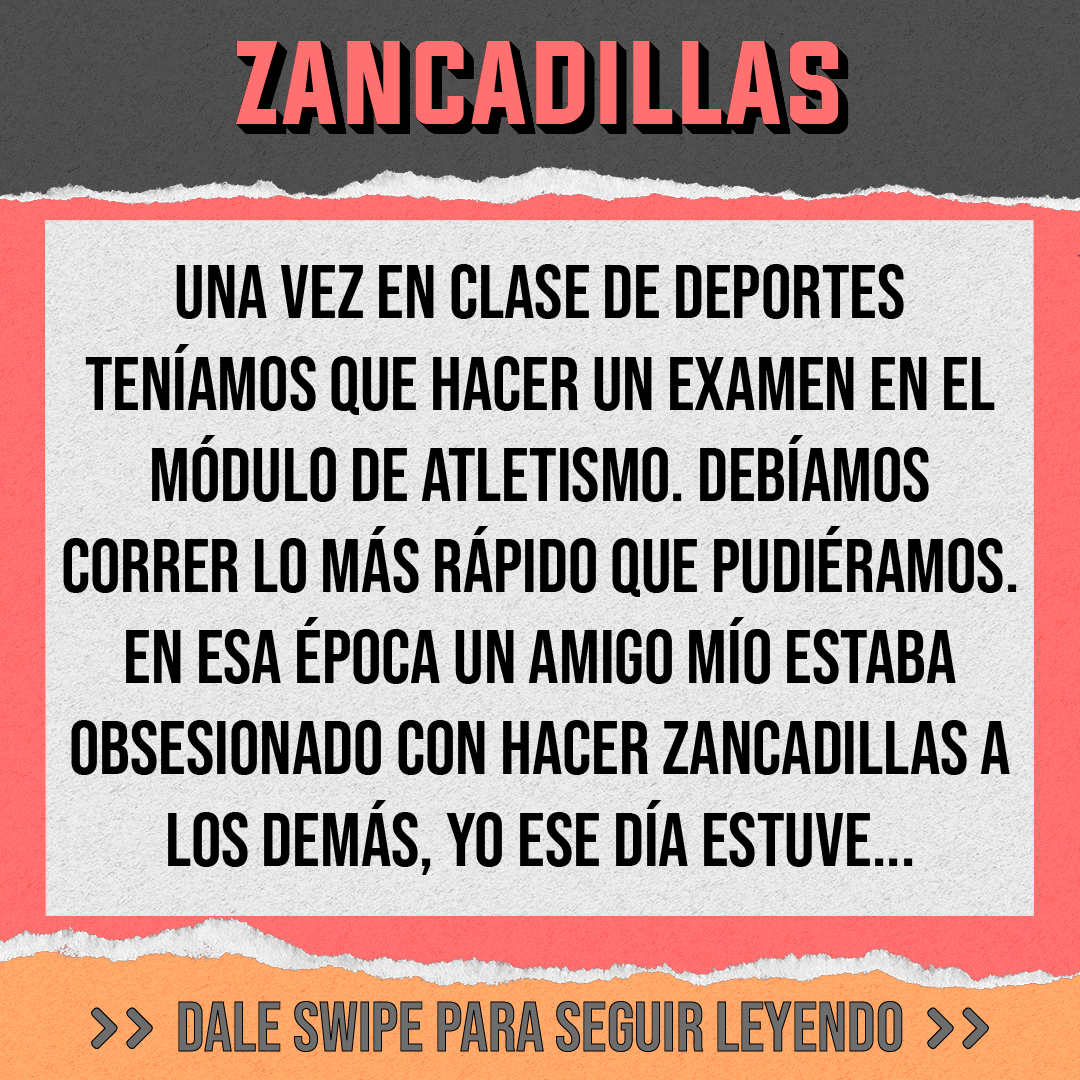 ZANCADILLAS
UNA VEZ EN CLASE DE DEPORTES
TENÍAMOS QUE HACER UN EXAMEN EN EL
MÓDULO DE ATLETISMO. DEBÍAMOS
CORRER LO MÁS RÁPIDO QUE PUDIÉRAMOS.
EN ESA ÉPOCA UN AMIGO MÍO ESTABA
OBSESIONADO CON HACER ZANCADILLAS A
LOS DEMÁS, YO ESE DÍA ESTUVE...
>> DALE SWIPE PARA SEGUIR LEYENDO >>